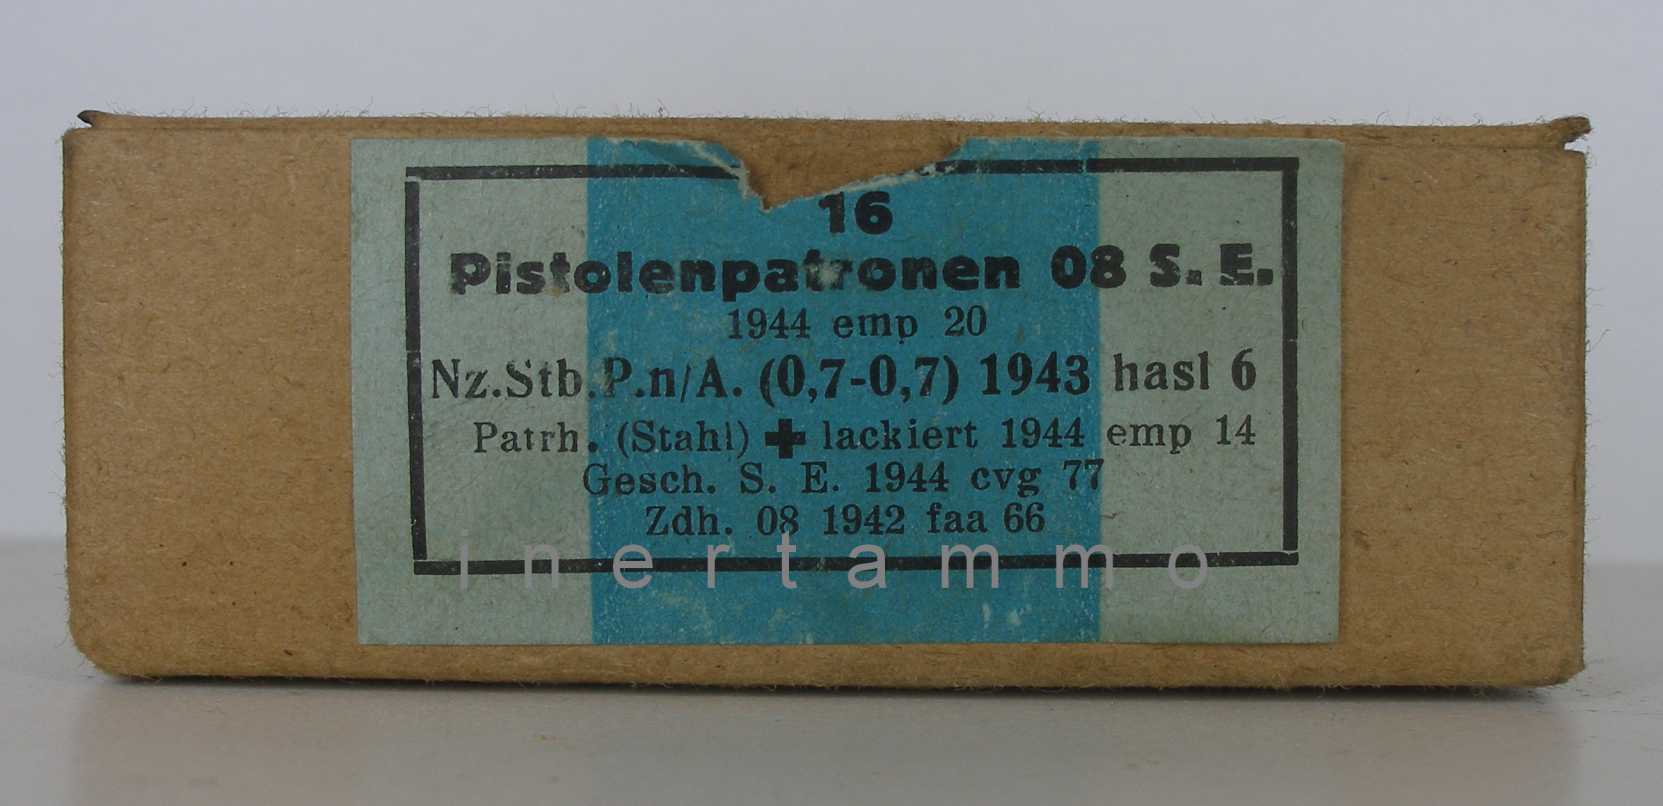 16
Pistolenpatronen 08 S. E.
1944 emp 20
Nz.Stb.P.n/A. (0,7-0,7) 1943 hasl 6
Patrh. (Stahl) ✚ lackiert 1944 emp 14
Gesch. S. E. 1944 cvg 77
Zdh. 08 1942 faa 66
inertammo